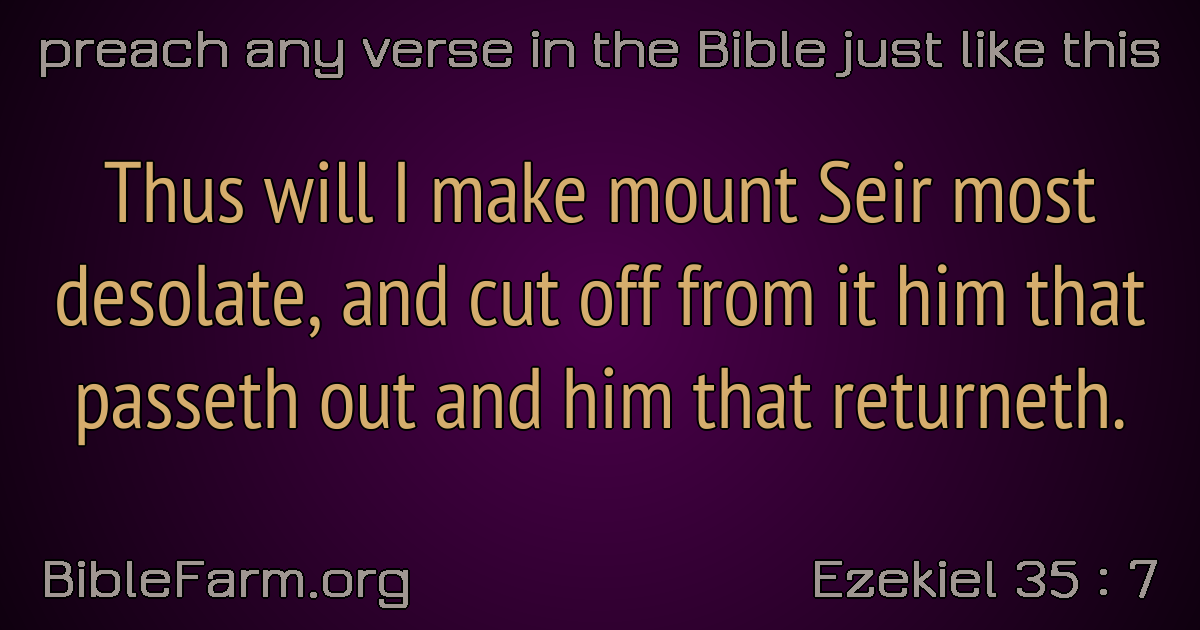 preach any verse in the Bible just like this
Thus will I make mount Seir most
desolate, and cut off from it him that
passeth out and him that returneth.
BibleFarm.org
Ezekiel 35 : 7